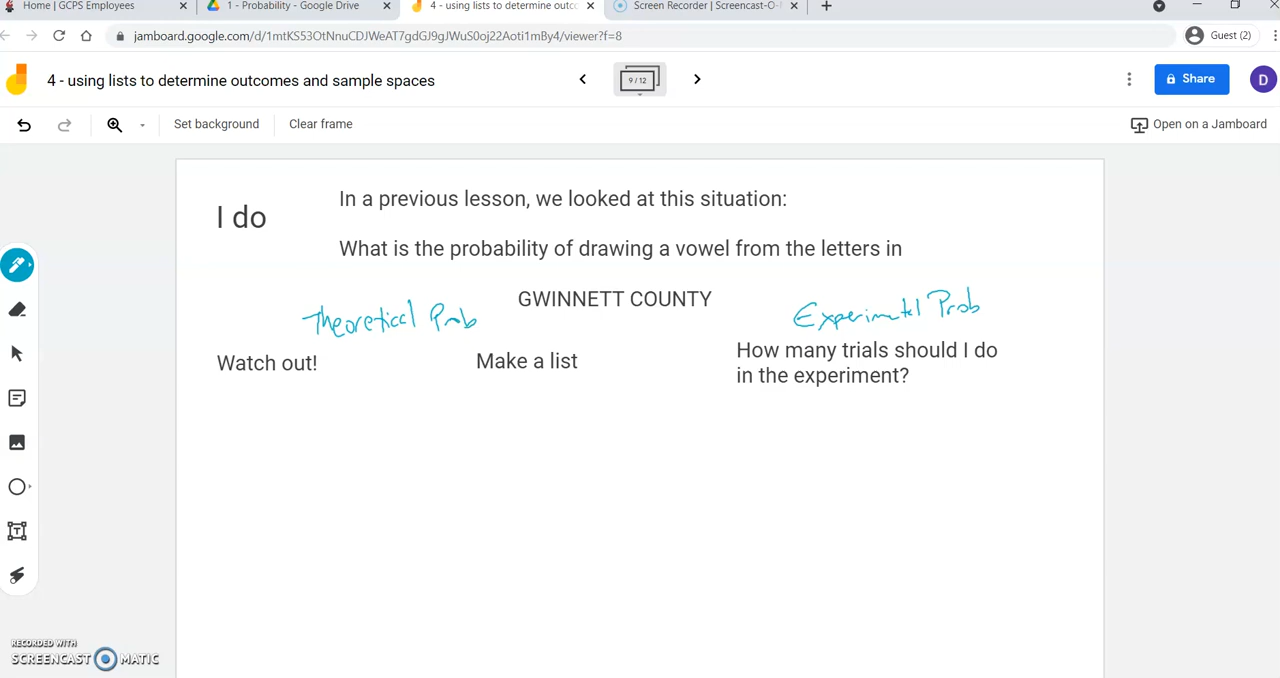 Home | GCPS Employees
1 - Probability - Google Drive
4 - using lists to determine outco
Screen Recorder | Screencast-O-M
jamboard.google.com/d/1mtKS53OtNnuCDJWeAT7gdGJ9gJWuS0oj22Aoti1mBy4/viewer?f=8
Guest (2)
4 - using lists to determine outcomes and sample spaces
9 / 12
Share
D
Set background
Clear frame
Open on a Jamboard
I do
In a previous lesson, we looked at this situation:
What is the probability of drawing a vowel from the letters in
GWINNETT COUNTY
Theoretical Prob
Experimental Prob
Watch out!
Make a list
How many trials should I do
in the experiment?
RECORDED WITH
SCREENCAST MATIC